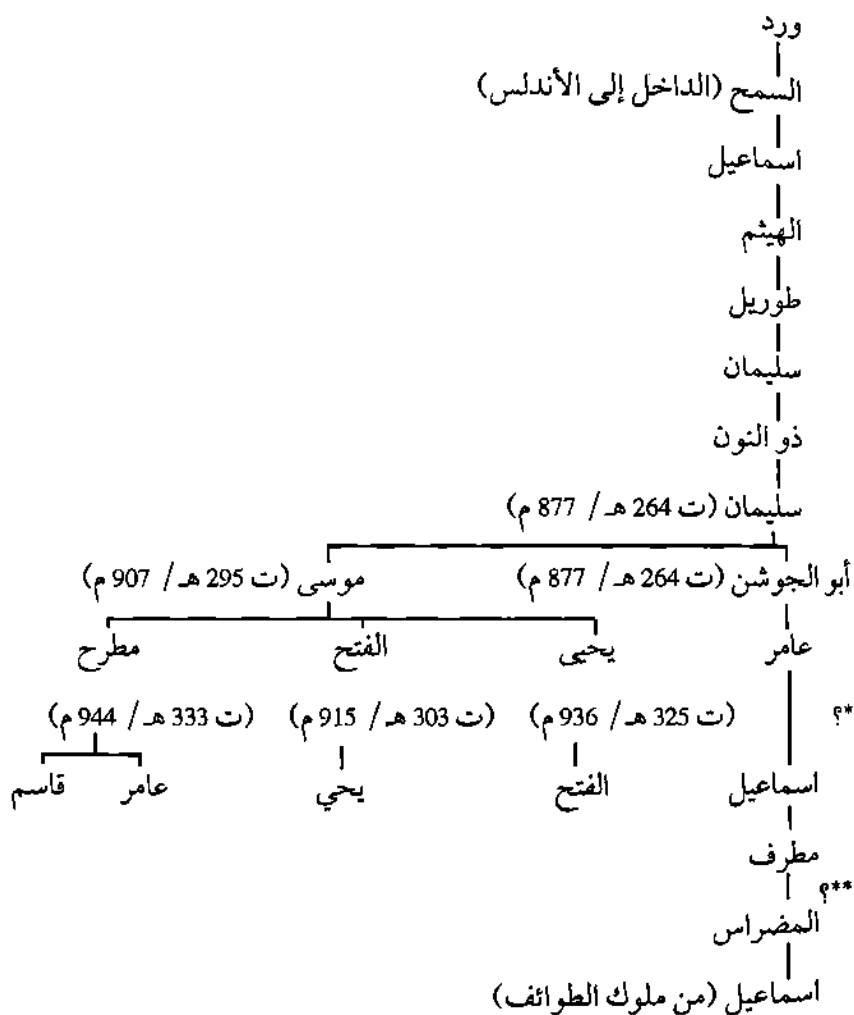 ورد
السمح (الداخل إلى الأندلس)
اسماعيل
الهيثم
طوريل
سليمان
ذو النون
سليمان (ت 264 هـ / 877 م)
أبو الجوشن (ت 264 هـ / 877 م) موسى (ت 295 هـ / 907 م)
عامر يحيى الفتح مطرح
*؟ (ت 325 هـ / 936 م) (ت 303 هـ / 915 م) (ت 333 هـ / 944 م)
اسماعيل الفتح يحي عامر قاسم
مطرف
**؟
المضراس
اسماعيل (من ملوك الطوائف)